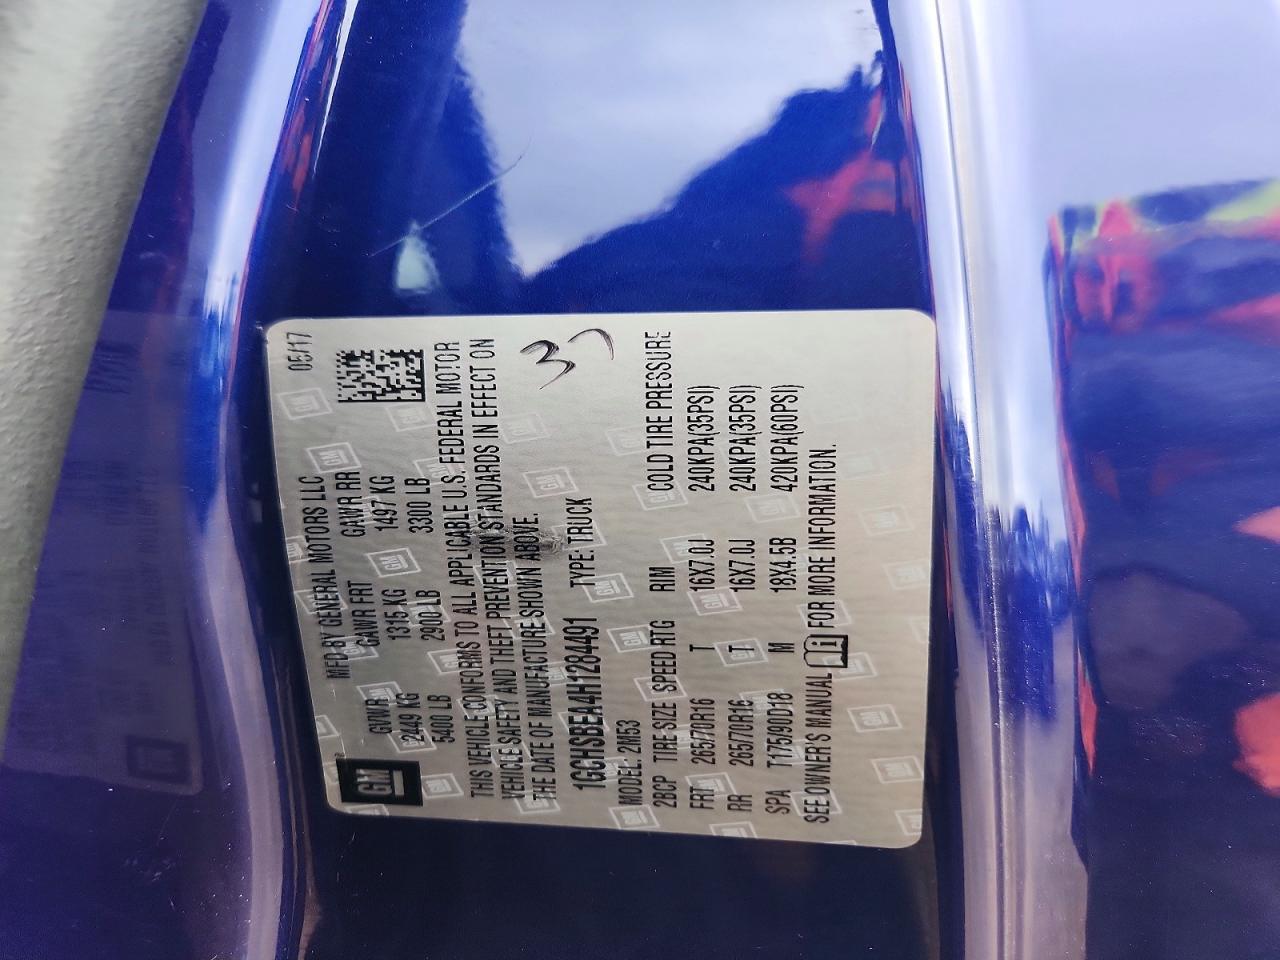 GM
MFD BY GENERAL MOTORS LLC
05/17
GVWR GAWR FRT GAWR RR
2449 KG 1315 KG 1497 KG
5400 LB 2900 LB 3300 LB
THIS VEHICLE CONFORMS TO ALL APPLICABLE U.S. FEDERAL MOTOR
VEHICLE SAFETY AND THEFT PREVENTION STANDARDS IN EFFECT ON
THE DATE OF MANUFACTURE SHOWN ABOVE.
37
1GCHSBEA4H1284491 TYPE: TRUCK
MODEL: 2M53
2BCP TIRE SIZE SPEED RTG RIM COLD TIRE PRESSURE
FRT 265/70R16 T 16X7.0J 240KPA(35PSI)
RR 265/70R16 T 16X7.0J 240KPA(35PSI)
SPA T175/90D18 M 18X4.5B 420KPA(60PSI)
SEE OWNER'S MANUAL FOR MORE INFORMATION.